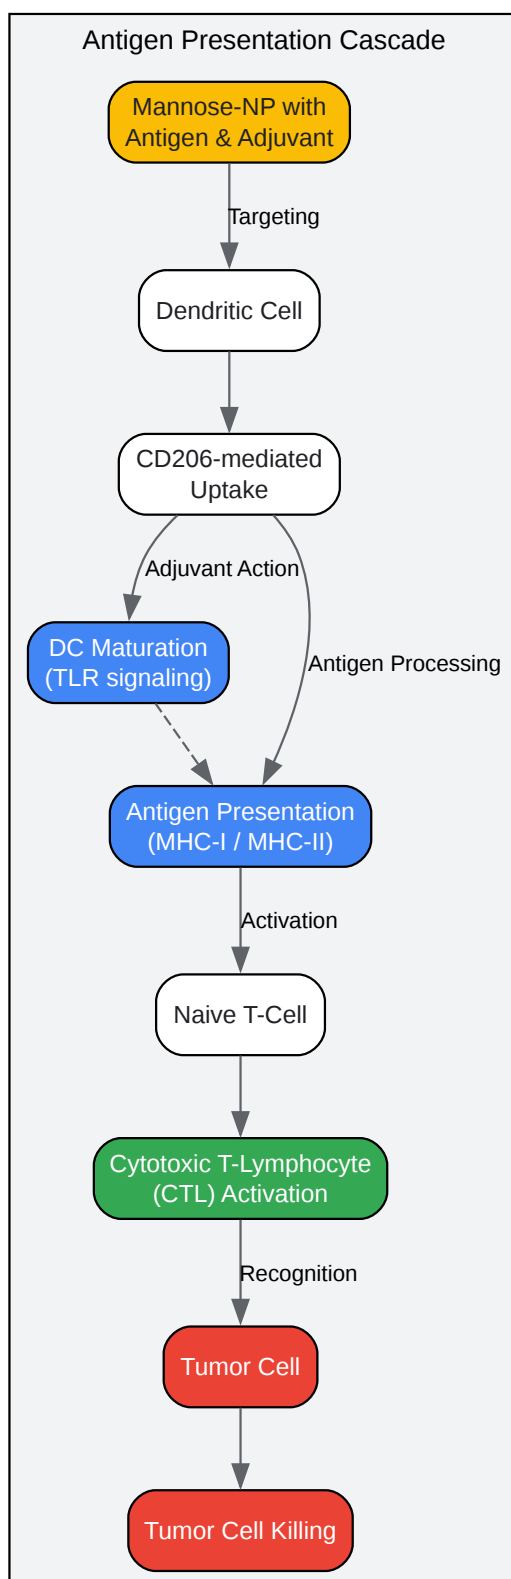 Antigen Presentation Cascade
Mannose-NP with
Antigen & Adjuvant
Targeting
Dendritic Cell
CD206-mediated
Uptake
Adjuvant Action
DC Maturation
(TLR signaling)
Antigen Processing
Antigen Presentation
(MHC-I / MHC-II)
Activation
Naive T-Cell
Cytotoxic T-Lymphocyte
(CTL) Activation
Recognition
Tumor Cell
Tumor Cell Killing